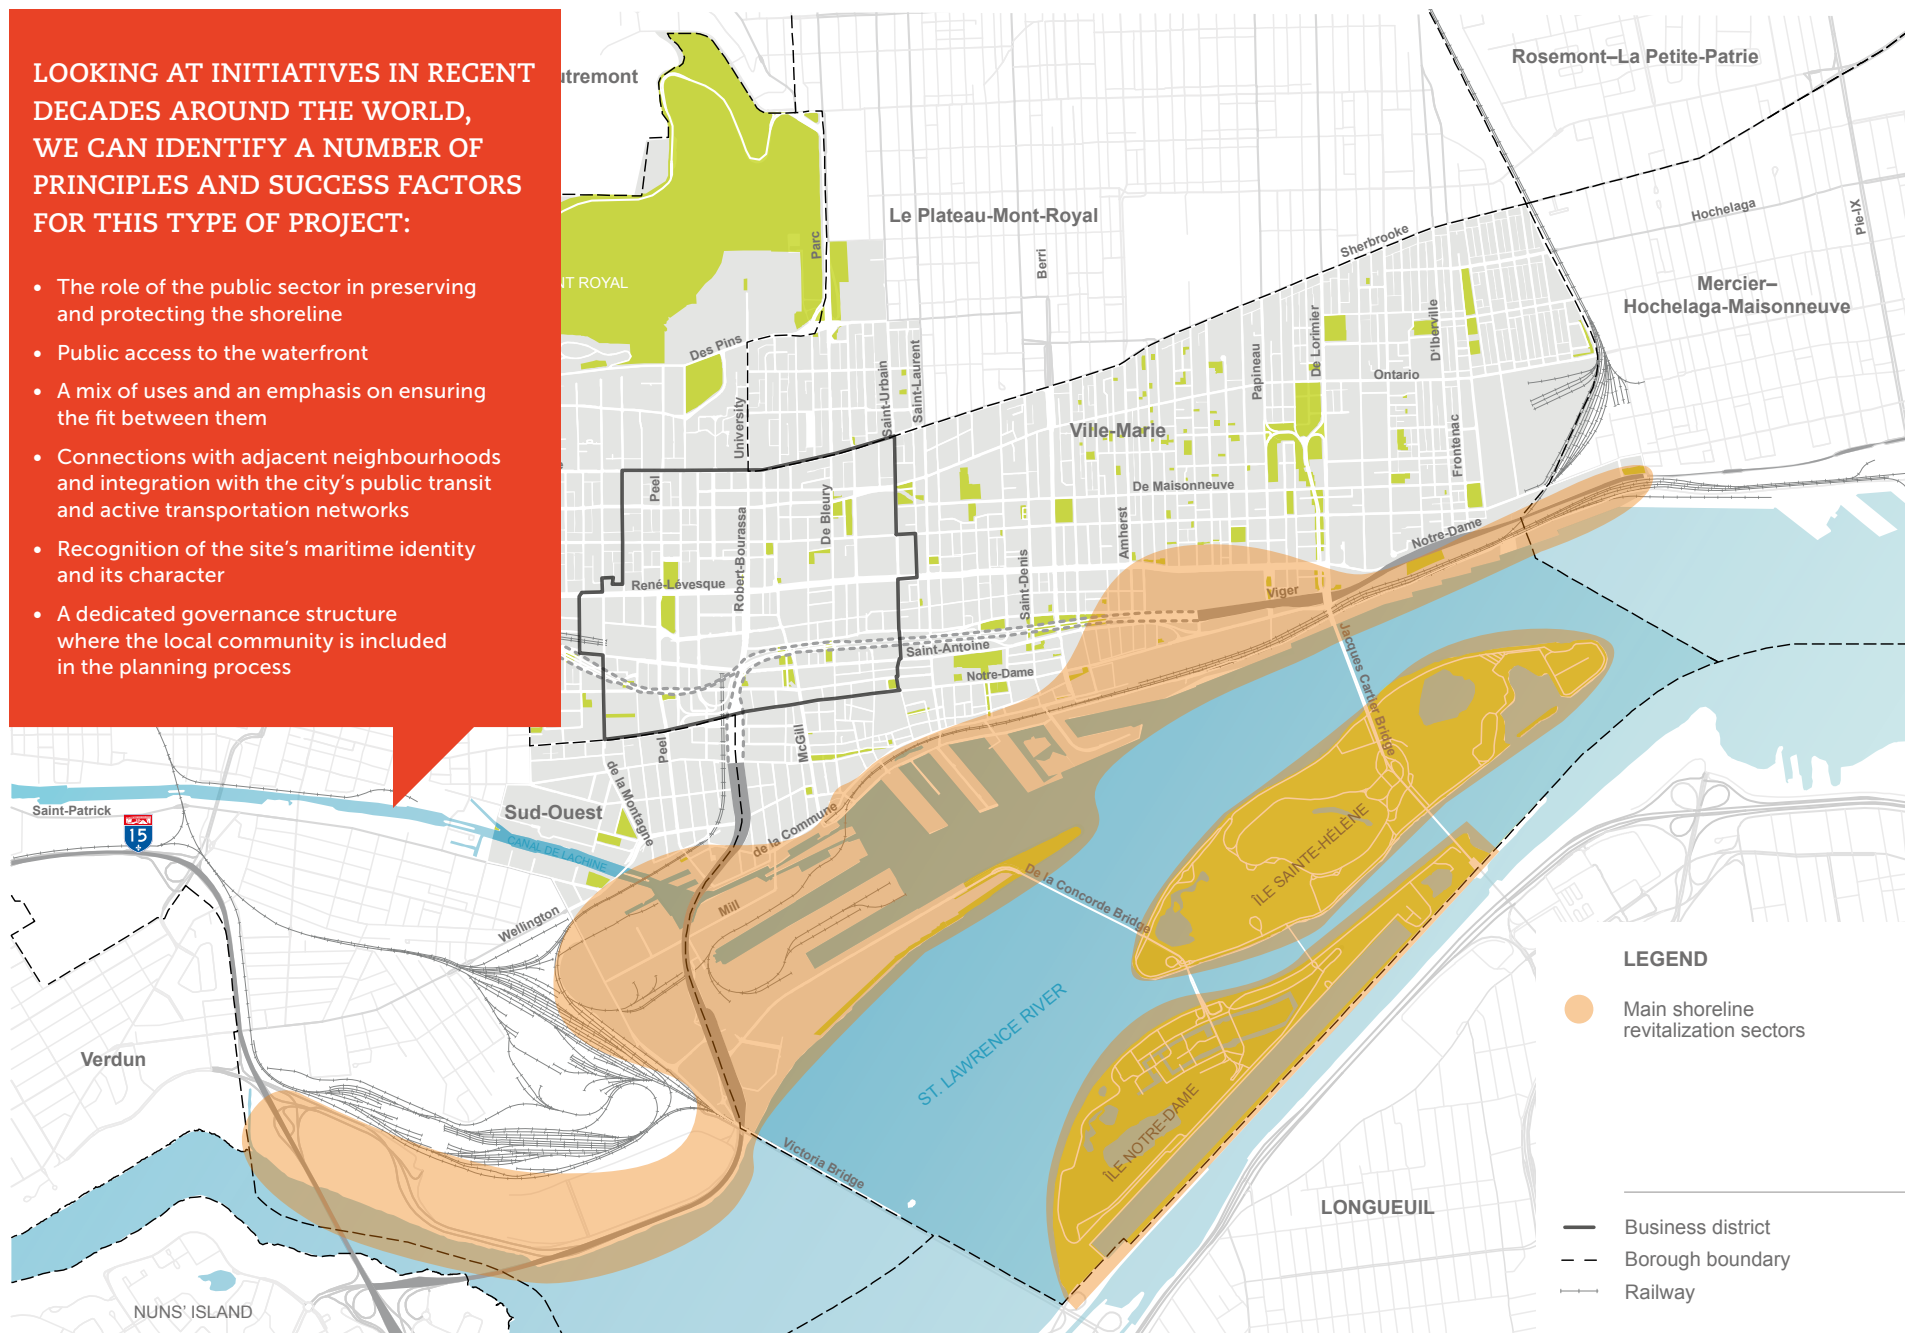 LOOKING AT INITIATIVES IN RECENT
DECADES AROUND THE WORLD,
WE CAN IDENTIFY A NUMBER OF
PRINCIPLES AND SUCCESS FACTORS
FOR THIS TYPE OF PROJECT:
• The role of the public sector in preserving
and protecting the shoreline
• Public access to the waterfront
• A mix of uses and an emphasis on ensuring
the fit between them
• Connections with adjacent neighbourhoods
and integration with the city's public transit
and active transportation networks
• Recognition of the site's maritime identity
and its character
• A dedicated governance structure
where the local community is included
in the planning process
utremont
Rosemont–La Petite-Patrie
Le Plateau-Mont-Royal
Parc
Berri
Sherbrooke
Hochelaga
Pie-IX
NT ROYAL
Mercier–
Hochelaga-Maisonneuve
Des Pins
University
Saint-Urbain
Saint-Laurent
Papineau
De Lorimier
D'Iberville
Ontario
Ville-Marie
Frontenac
Peel
De Bleury
Robert-Bourassa
De Maisonneuve
Amherst
Notre-Dame
René-Lévesque
Saint-Denis
Viger
Saint-Antoine
Notre-Dame
Jacques Cartier Bridge
Peel
McGill
de la Montagne
Saint-Patrick
15
Sud-Ouest
CANAL DE LACHINE
de la Commune
Mill
Wellington
De la Concorde Bridge
ÎLE SAINTE-HÉLÈNE
ST. LAWRENCE RIVER
ÎLE NOTRE-DAME
Verdun
Victoria Bridge
LONGUEUIL
NUNS' ISLAND
LEGEND
Main shoreline
revitalization sectors
Business district
Borough boundary
Railway